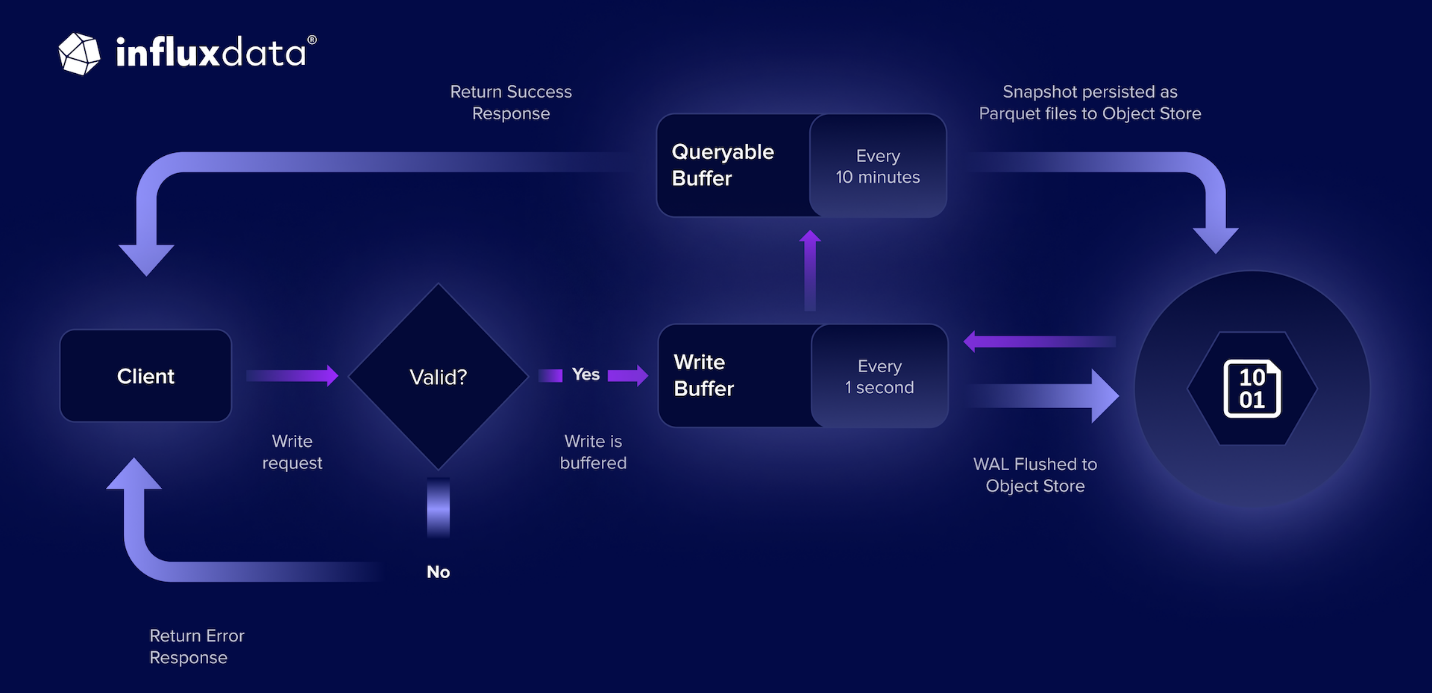 influxdata®
Return Success
Response
Snapshot persisted as
Parquet files to Object Store
Queryable
Buffer
Every
10 minutes
Client
Valid?
Yes
Write
Buffer
Every
1 second
10
01
Write
request
Write is
buffered
WAL Flushed to
Object Store
No
Return Error
Response